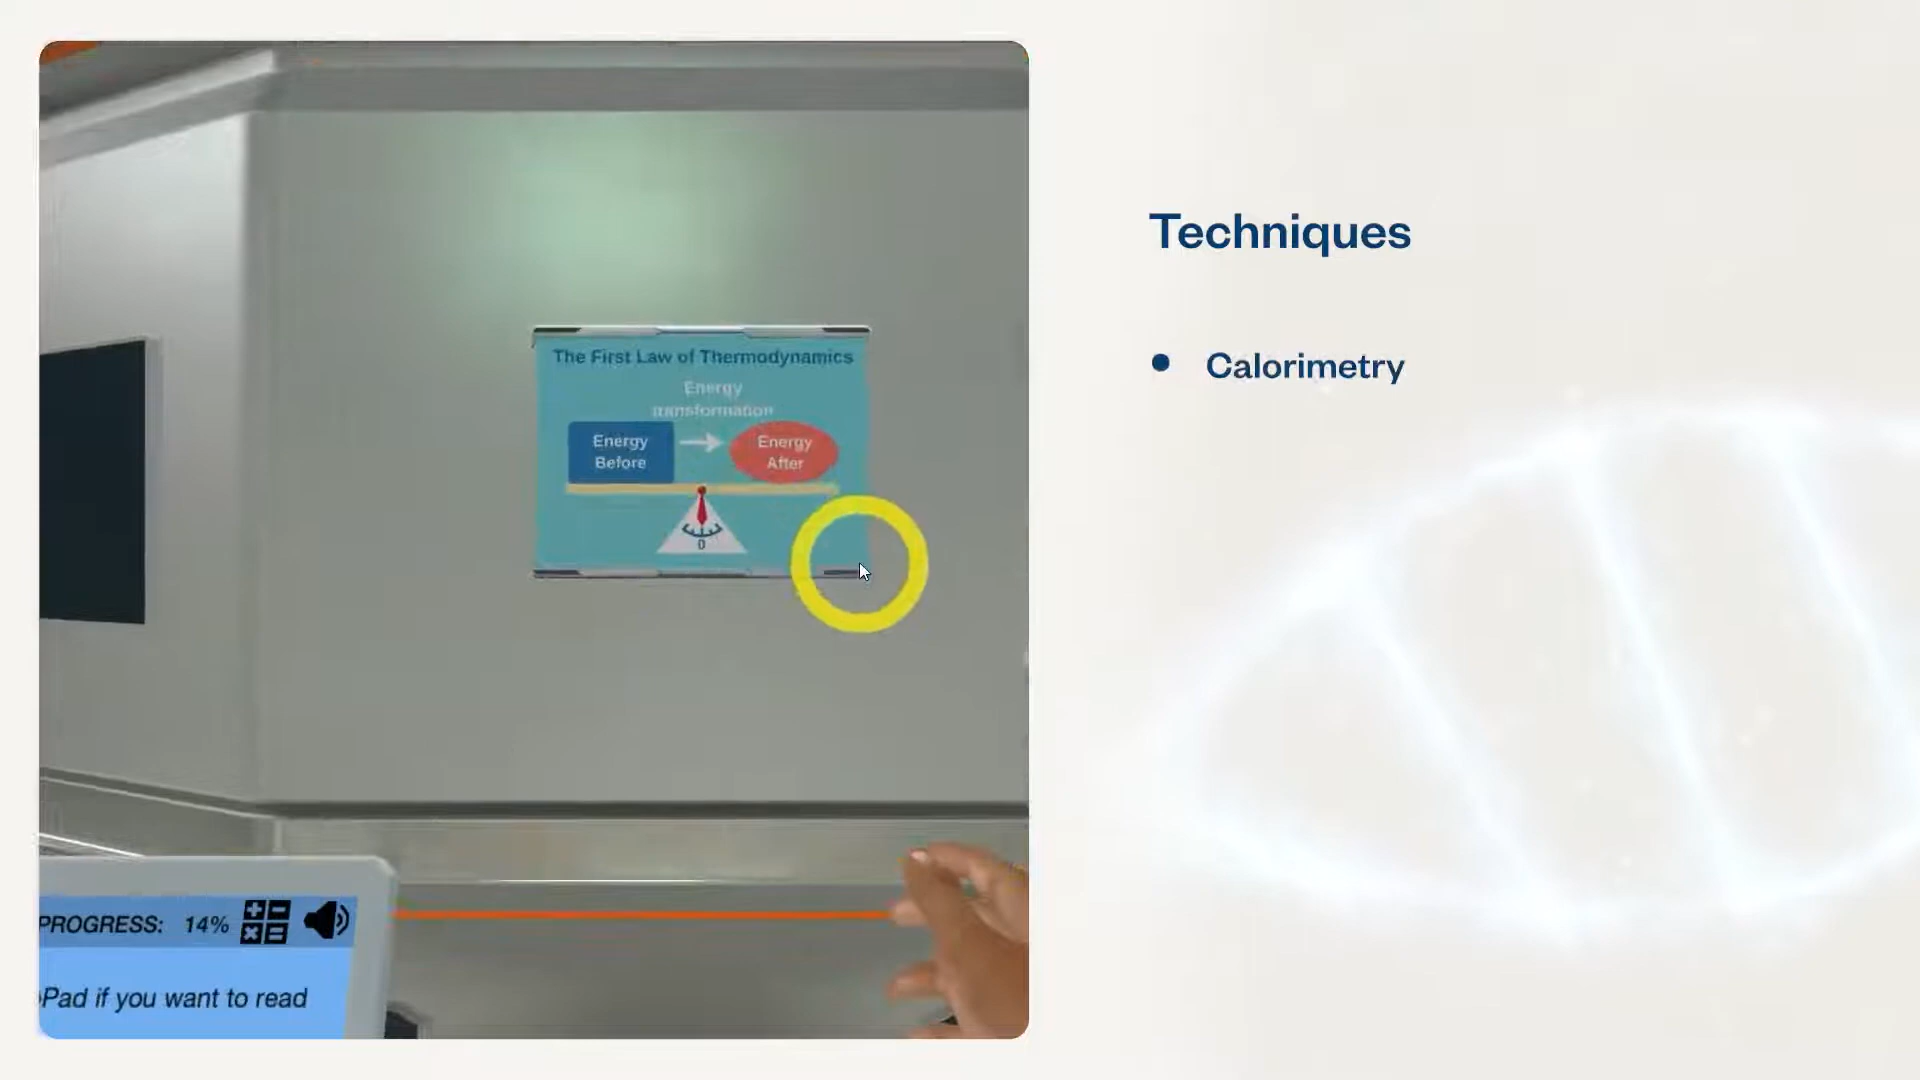 The First Law of Thermodynamics
Energy
transformation
Energy
Before
Energy
After
0
PROGRESS: 14%
Pad if you want to read
Techniques
• Calorimetry